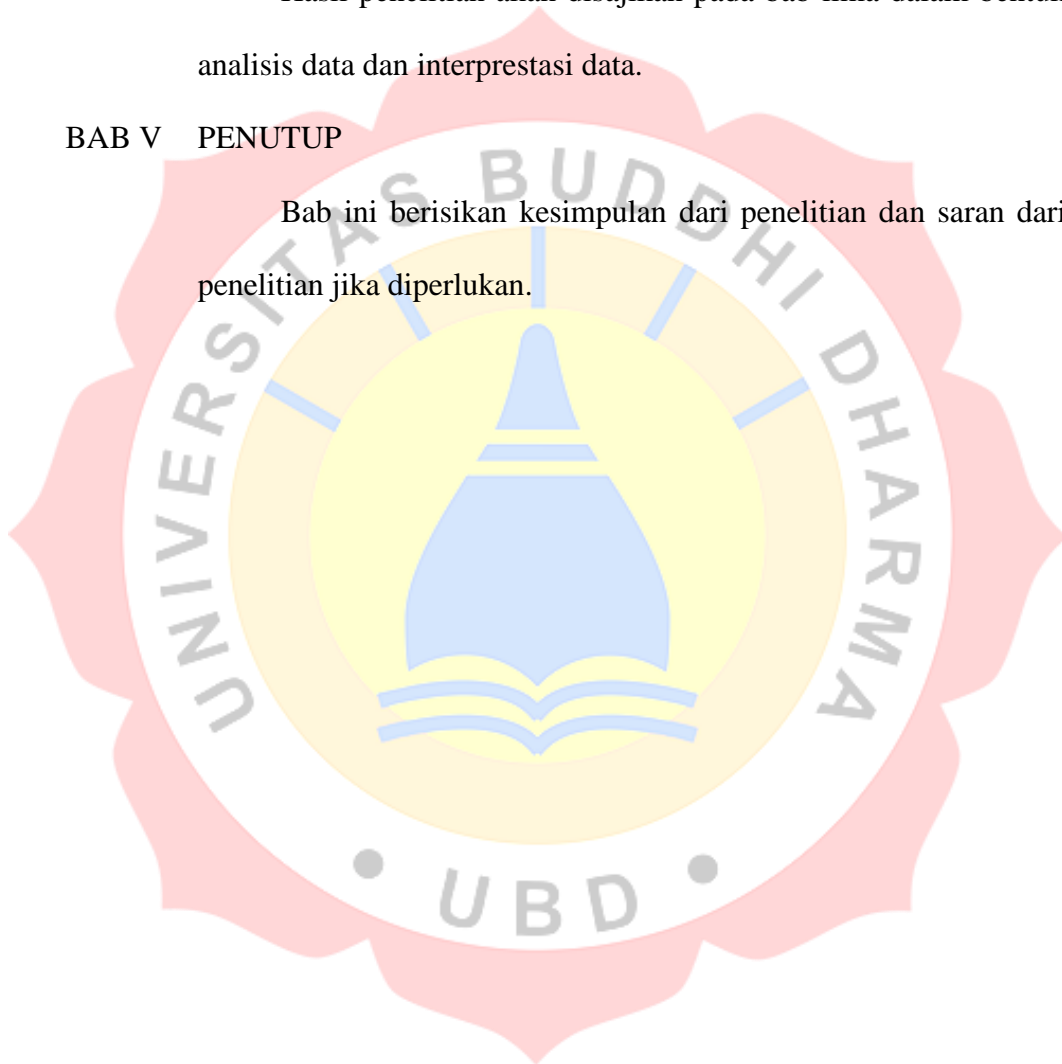 analisis data dan interprestasi data.
BAB V PENUTUP
Bab ini berisikan kesimpulan dari penelitian dan saran dari
penelitian jika diperlukan.
UNIVERSITAS BUDDHI DHARMA
• UBD •